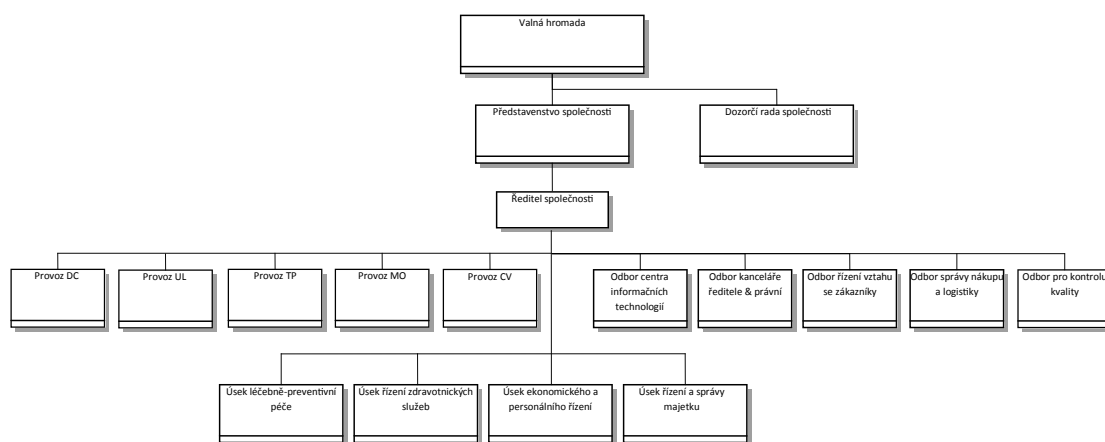 Valná hromada
Představenstvo společnosti
Dozorčí rada společnosti
Ředitel společnosti
Provoz DC
Provoz UL
Provoz TP
Provoz MO
Provoz CV
Odbor centra
informačních
technologií
Odbor kanceláře
ředitele & právní
Odbor řízení vztahu
se zákazníky
Odbor správy nákupu
a logistiky
Odbor pro kontrolu
kvality
Úsek léčebně-preventivní
péče
Úsek řízení zdravotnických
služeb
Úsek ekonomického a
personálního řízení
Úsek řízení a správy
majetku